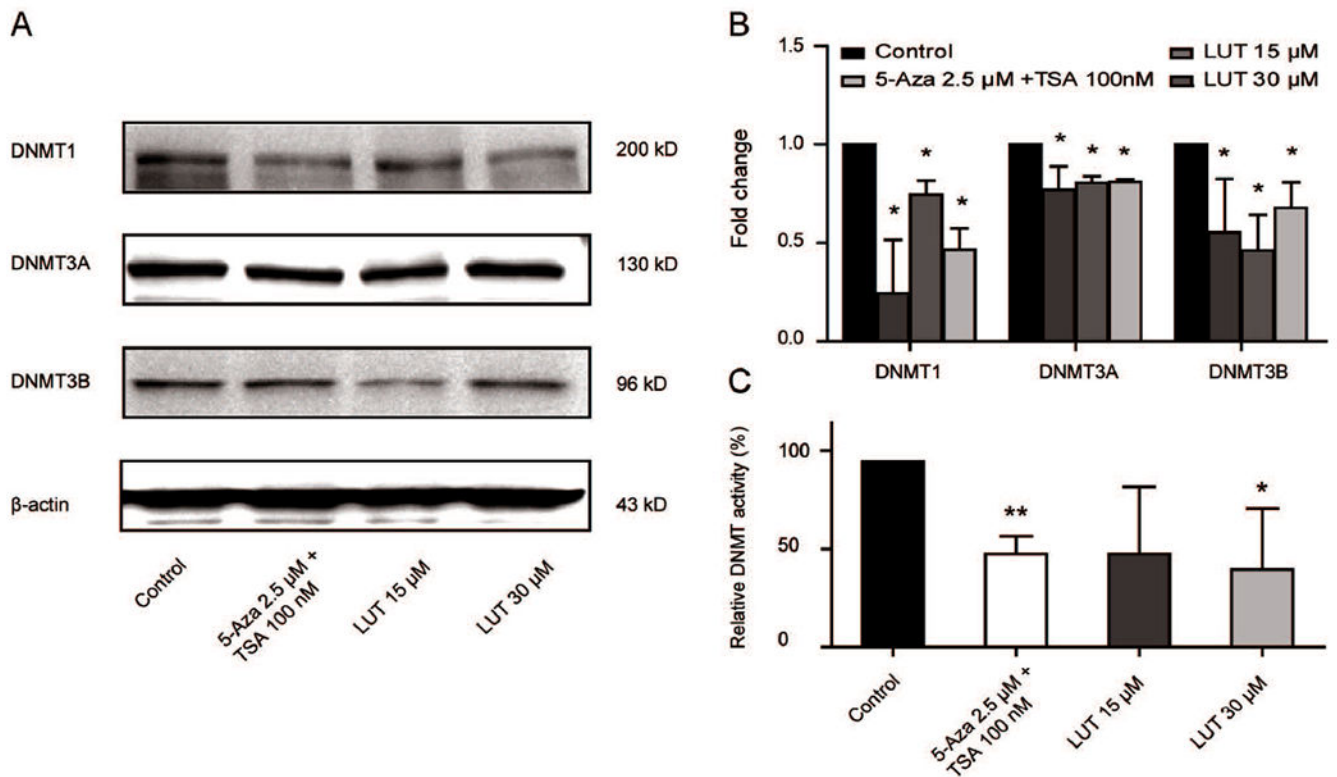 A
DNMT1
200 kD
DNMT3A
130 kD
DNMT3B
96 kD
β-actin
43 kD
Control
5-Aza 2.5 µM +
TSA 100 nM
LUT 15 µM
LUT 30 µM
B
1.5
Control
LUT 15 µM
5-Aza 2.5 µM +TSA 100nM
LUT 30 µM
Fold change
1.0
* * * * * * * * *
0.5
0.0
DNMT1
DNMT3A
DNMT3B
C
Relative DNMT activity (%)
100
50
0
**
*
Control
5-Aza 2.5 µM +
TSA 100 nM
LUT 15 µM
LUT 30 µM